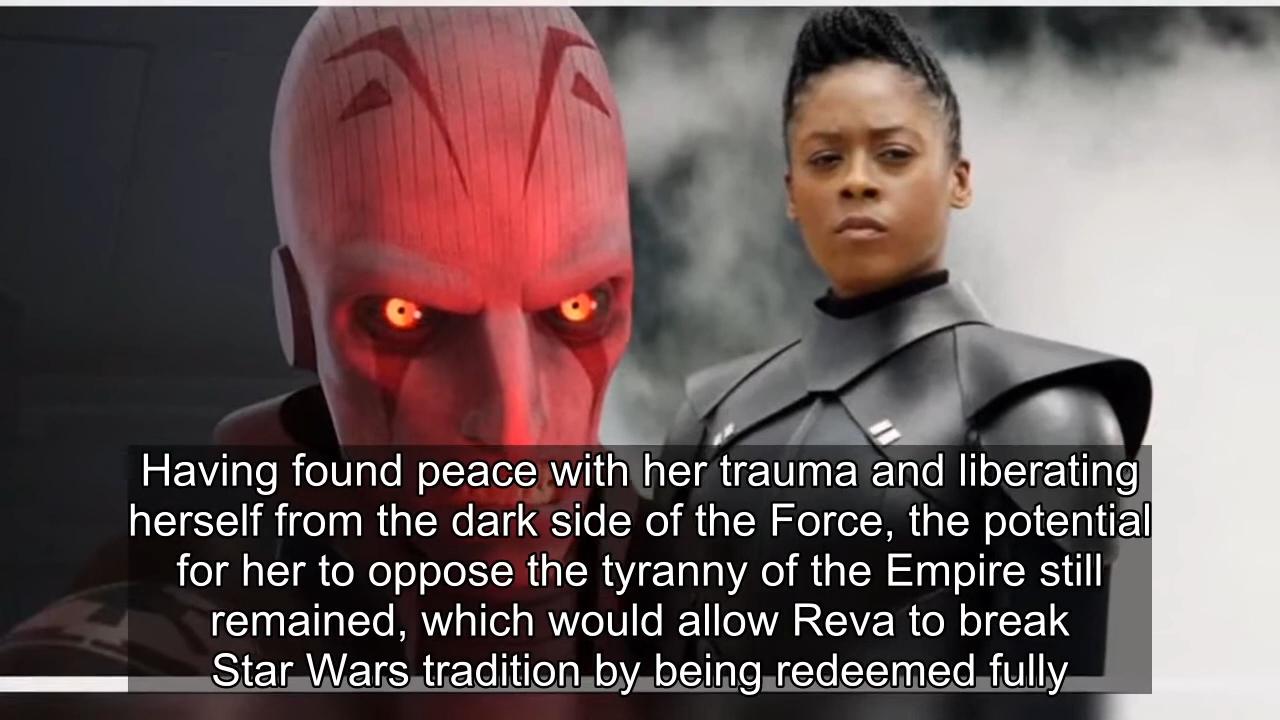 Having found peace with her trauma and liberating
herself from the dark side of the Force, the potential
for her to oppose the tyranny of the Empire still
remained, which would allow Reva to break
Star Wars tradition by being redeemed fully